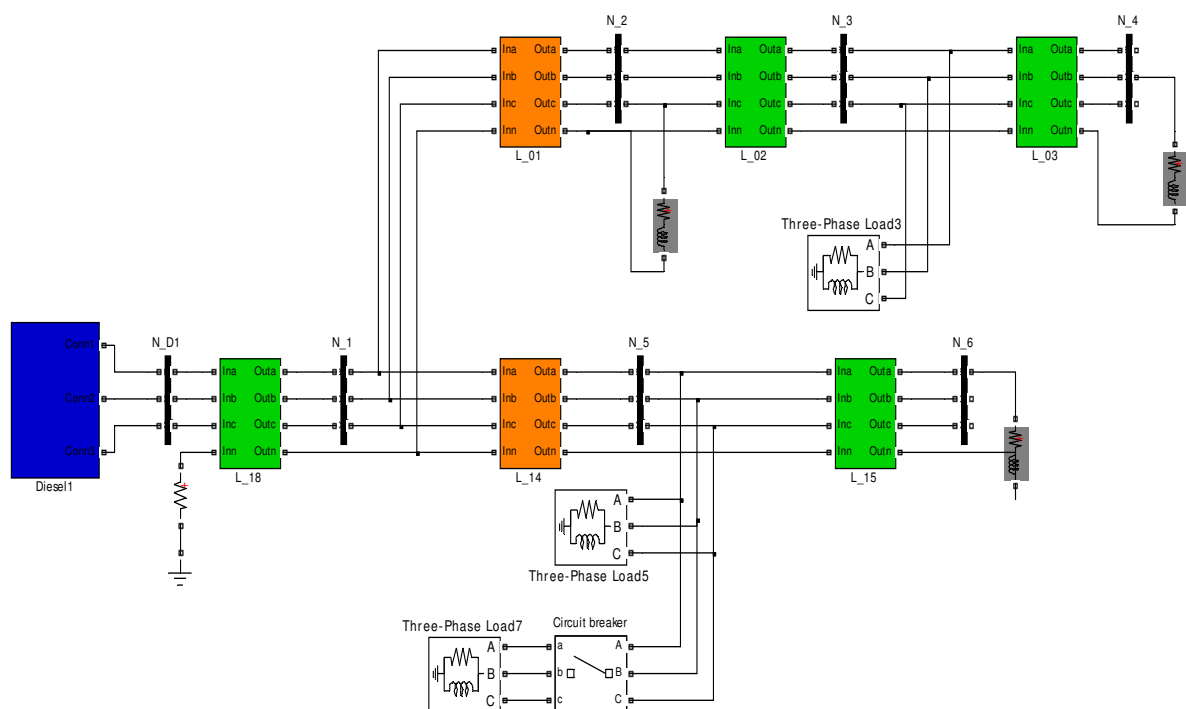 N_2
N_3
N_4
Ina Outa
Inb Outb
Inc Outc
Inn Outn
L_01
Ina Outa
Inb Outb
Inc Outc
Inn Outn
L_02
Ina Outa
Inb Outb
Inc Outc
Inn Outn
L_03
Three-Phase Load3
A
B
C
Conn1
Conn2
Conn3
Diesel1
N_D1
Ina Outa
Inb Outb
Inc Outc
Inn Outn
L_18
N_1
Ina Outa
Inb Outb
Inc Outc
Inn Outn
L_14
N_5
Ina Outa
Inb Outb
Inc Outc
Inn Outn
L_15
N_6
A
B
C
Three-Phase Load5
Three-Phase Load7
A
B
C
Circuit breaker
a A
b B
c C